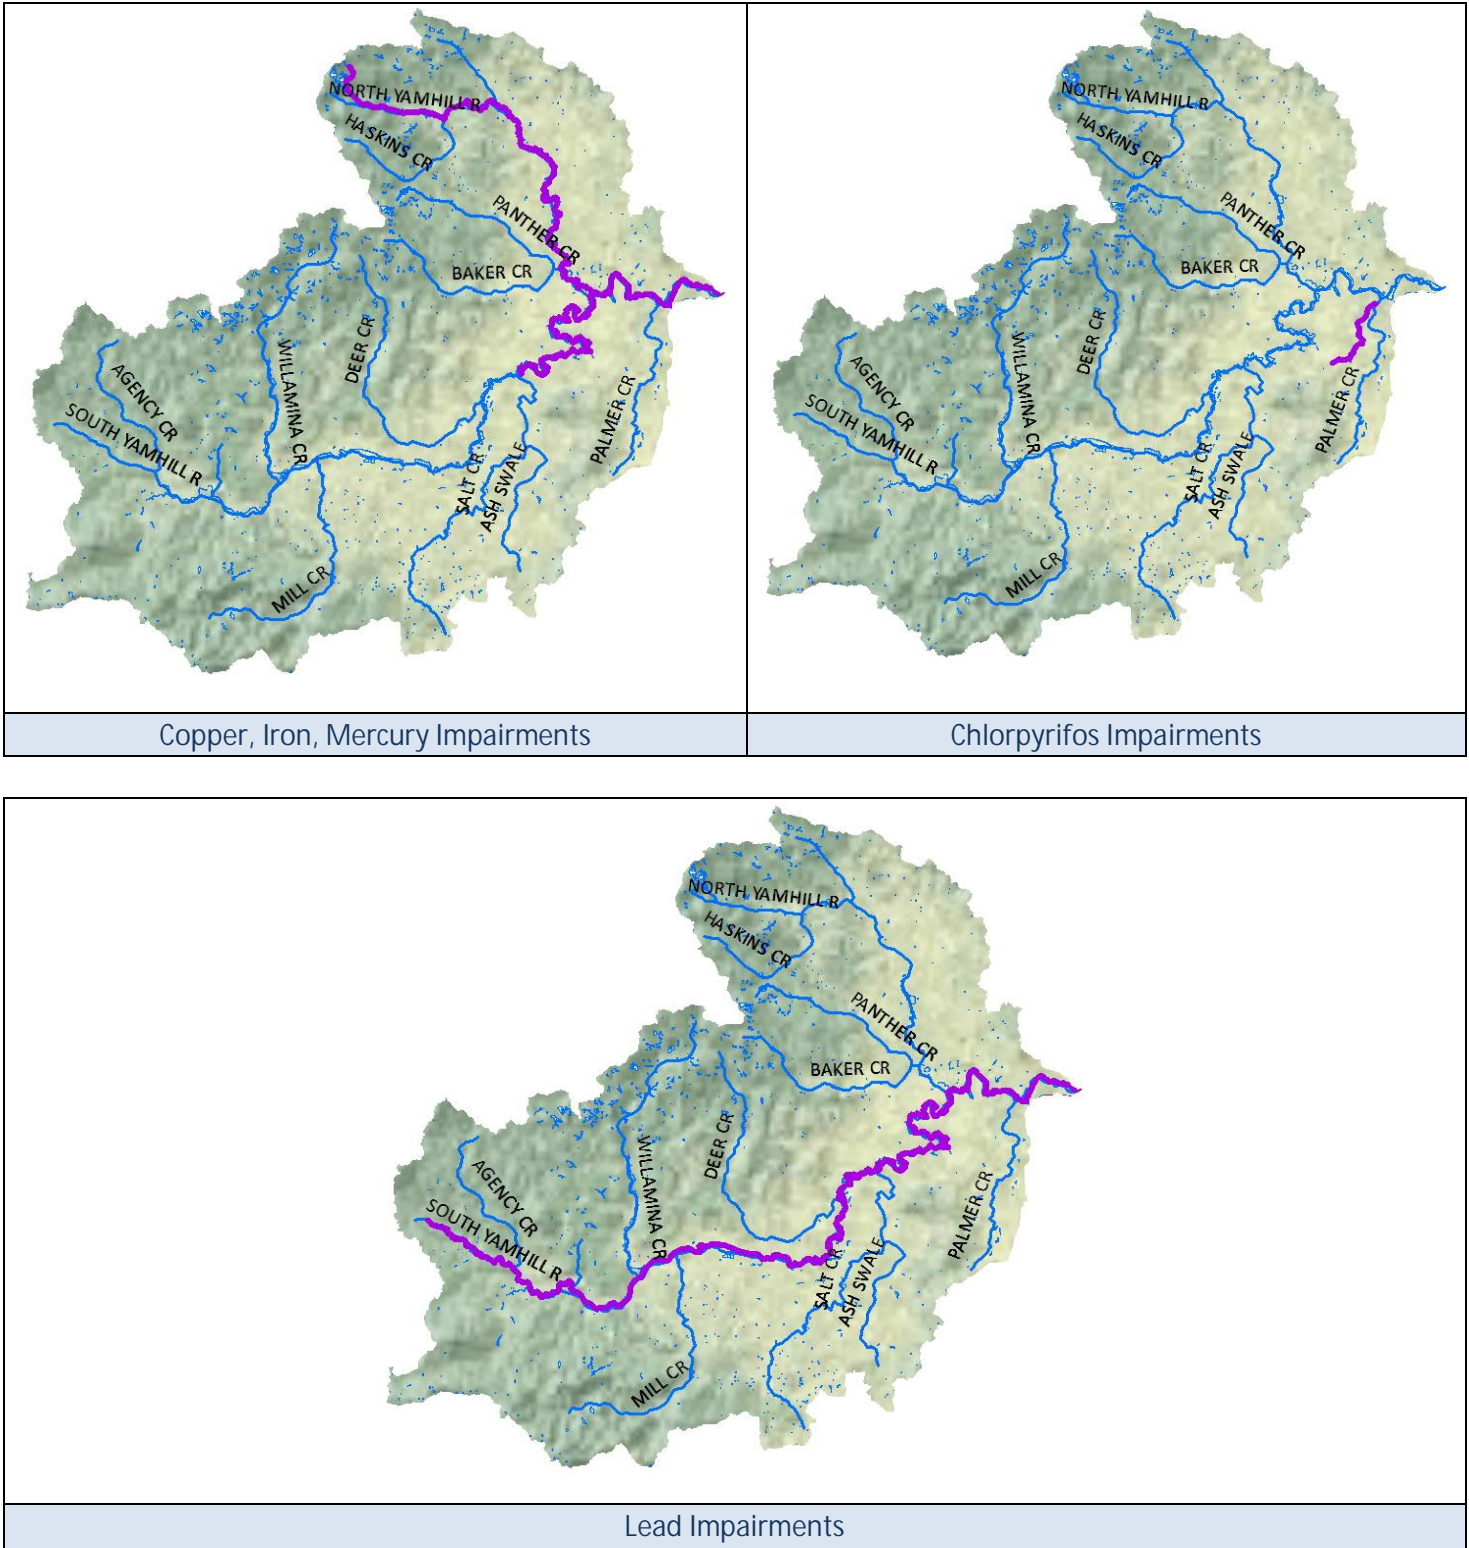 NORTH YAMHILL R
HASKINS CR
PANTHER CR
BAKER CR
WILLAMINA CR
DEER CR
AGENCY CR
SOUTH YAMHILL R
PALMER CR
SALT CR
ASH SWALE
MILL CR
Copper, Iron, Mercury Impairments
NORTH YAMHILL R
HASKINS CR
PANTHER CR
BAKER CR
WILLAMINA CR
DEER CR
AGENCY CR
SOUTH YAMHILL R
PALMER CR
SALT CR
ASH SWALE
MILL CR
Chlorpyrifos Impairments
NORTH YAMHILL R
HASKINS CR
PANTHER CR
BAKER CR
WILLAMINA CR
DEER CR
AGENCY CR
SOUTH YAMHILL R
PALMER CR
SALT CR
ASH SWALE
MILL CR
Lead Impairments